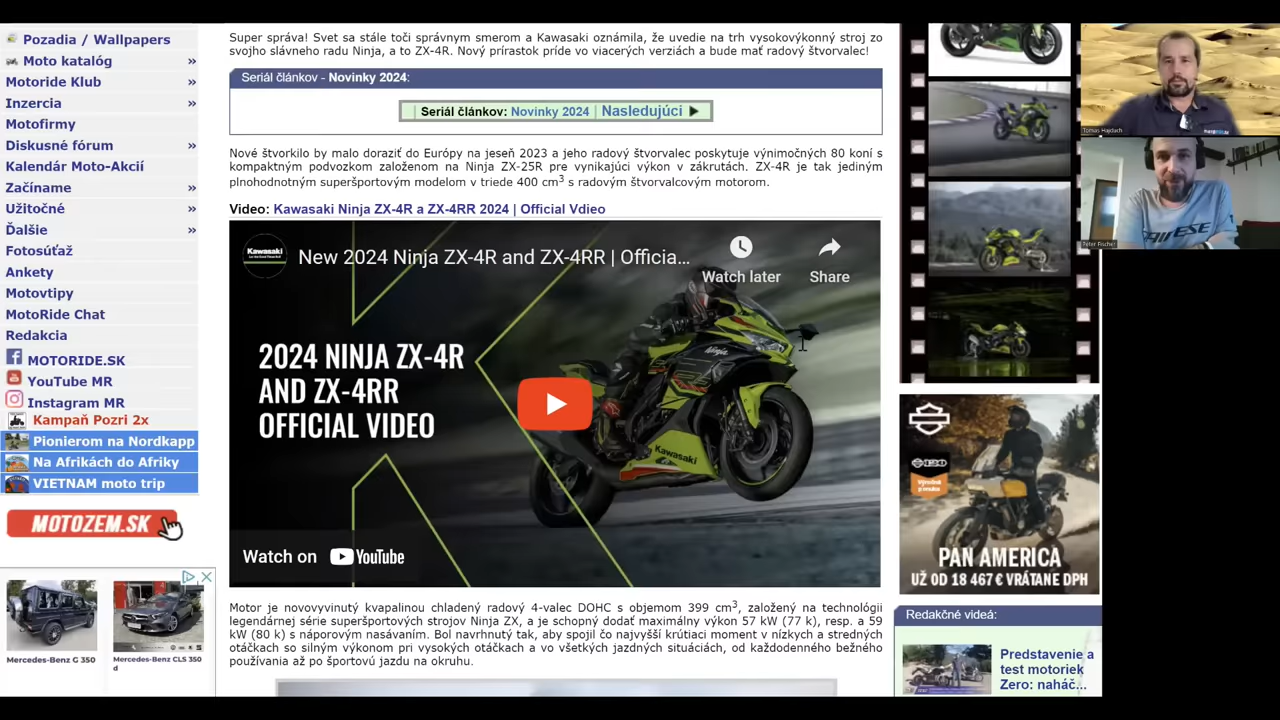 Pozadia / Wallpapers
Moto katalóg »
Motoride Klub »
Inzercia »
Motofirmy
Diskusné fórum »
Kalendár Moto-Akcií
Začíname »
Užitočné »
Ďalšie »
Fotosúťaž
Ankety
Motovtipy
MotoRide Chat
Redakcia
MOTORIDE.SK
YouTube MR
Instagram MR
Kampaň Pozri 2x
Pionierom na Nordkapp
Na Afrikách do Afriky
VIETNAM moto trip
MOTOZEM.SK
Mercedes-Benz G 350
Mercedes-Benz CLS 350
d
Super správa! Svet sa stále točí správnym smerom a Kawasaki oznámila, že uvedie na trh vysokovýkonný stroj zo
svojho slávneho radu Ninja, a to ZX-4R. Nový prírastok príde vo viacerých verziách a bude mať radový štvorvalec!
Seriál článkov - Novinky 2024:
| Seriál článkov: Novinky 2024 | Nasledujúci ►
Nové štvorkilo by malo doraziť do Európy na jeseň 2023 a jeho radový štvorvalec poskytuje výnimočných 80 koní s
kompaktným podvozkom založenom na Ninja ZX-25R pre vynikajúci výkon v zákrutách. ZX-4R je tak jediným
plnohodnotným superšportovým modelom v triede 400 cm³ s radovým štvorvalcovým motorom.
Video: Kawasaki Ninja ZX-4R a ZX-4RR 2024 | Official Vdieo
Kawasaki
New 2024 Ninja ZX-4R and ZX-4RR | Officia...
Watch later
Share
2024 NINJA ZX-4R
AND ZX-4RR
OFFICIAL VIDEO
Ninja
Kawasaki
Watch on YouTube
Motor je novovyvinutý kvapalinou chladený radový 4-valec DOHC s objemom 399 cm³, založený na technológii
legendárnej série superšportových strojov Ninja ZX, a je schopný dodať maximálny výkon 57 kW (77 k), resp. a 59
kW (80 k) s náporovým nasávaním. Bol navrhnutý tak, aby spojil čo najvyšší krútiaci moment v nízkych a stredných
otáčkach so silným výkonom pri vysokých otáčkach a vo všetkých jazdných situáciách, od každodenného bežného
používania až po športovú jazdu na okruhu.
PAN AMERICA
UŽ OD 18 467 € VRÁTANE DPH
Redakčné videá:
Predstavenie a
test motoriek
Zero: naháč...
Tomas Hajdach
Peter Fischer